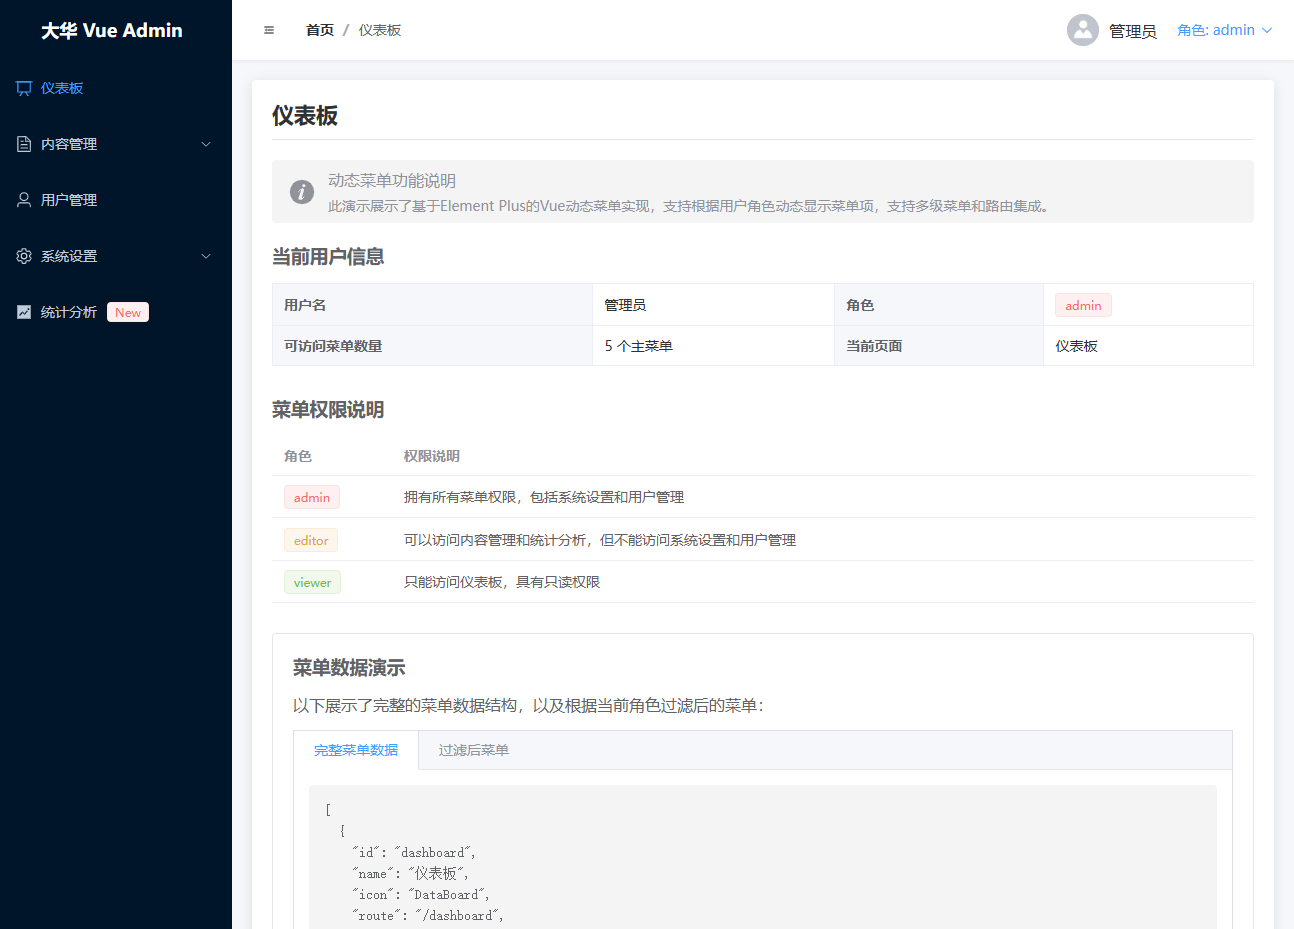 大华 Vue Admin
仪表板
内容管理
用户管理
系统设置
统计分析 New
首页 / 仪表板
管理员 角色: admin
仪表板
动态菜单功能说明
此演示展示了基于Element Plus的Vue动态菜单实现，支持根据用户角色动态显示菜单项，支持多级菜单和路由集成。
当前用户信息
用户名 管理员 角色 admin
可访问菜单数量 5 个主菜单 当前页面 仪表板
菜单权限说明
角色 权限说明
admin 拥有所有菜单权限，包括系统设置和用户管理
editor 可以访问内容管理和统计分析，但不能访问系统设置和用户管理
viewer 只能访问仪表板，具有只读权限
菜单数据演示
以下展示了完整的菜单数据结构，以及根据当前角色过滤后的菜单：
完整菜单数据 过滤后菜单
[
{
"id": "dashboard",
"name": "仪表板",
"icon": "DataBoard",
"route": "/dashboard",